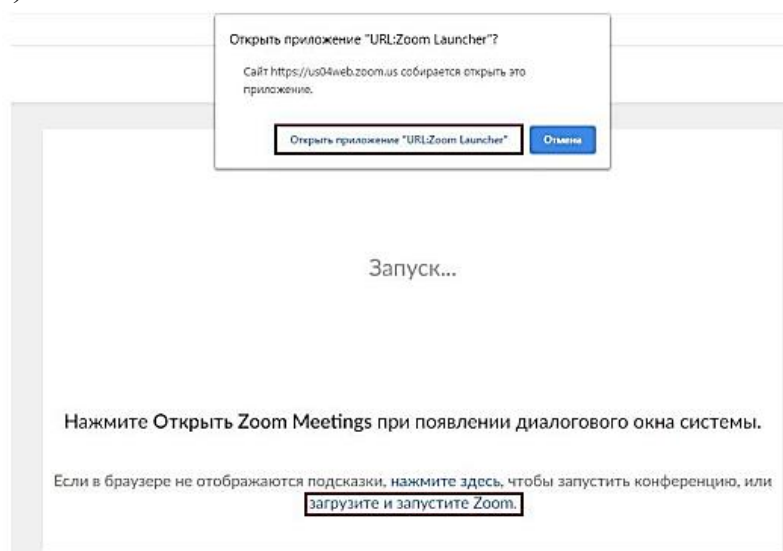 Открыть приложение "URL:Zoom Launcher"?
Сайт https://us04web.zoom.us собирается открыть это
приложение.
Открыть приложение "URL:Zoom Launcher"
Отмена
Запуск...
Нажмите Открыть Zoom Meetings при появлении диалогового окна системы.
Если в браузере не отображаются подсказки, нажмите здесь, чтобы запустить конференцию, или
загрузите и запустите Zoom.